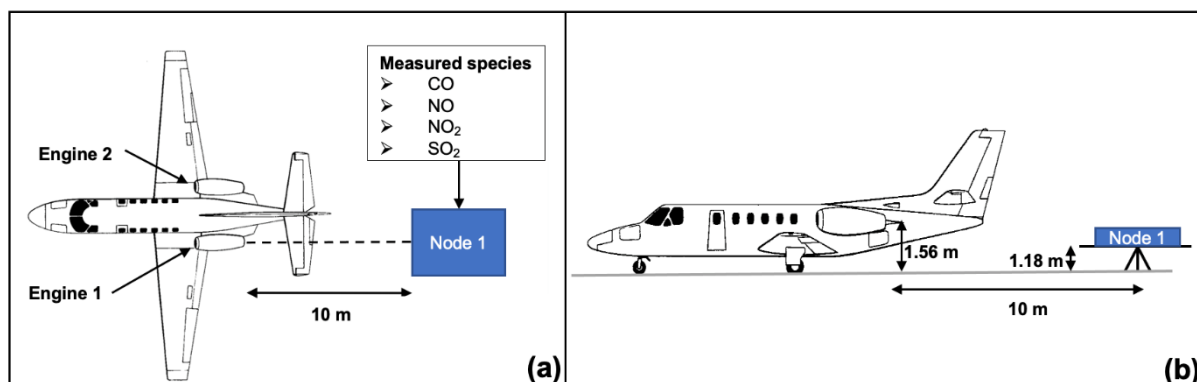 Measured species
➢ CO
➢ NO
➢ NO₂
➢ SO₂
Engine 2
Node 1
Engine 1
10 m
(a)
Node 1
1.56 m
1.18 m
10 m
(b)